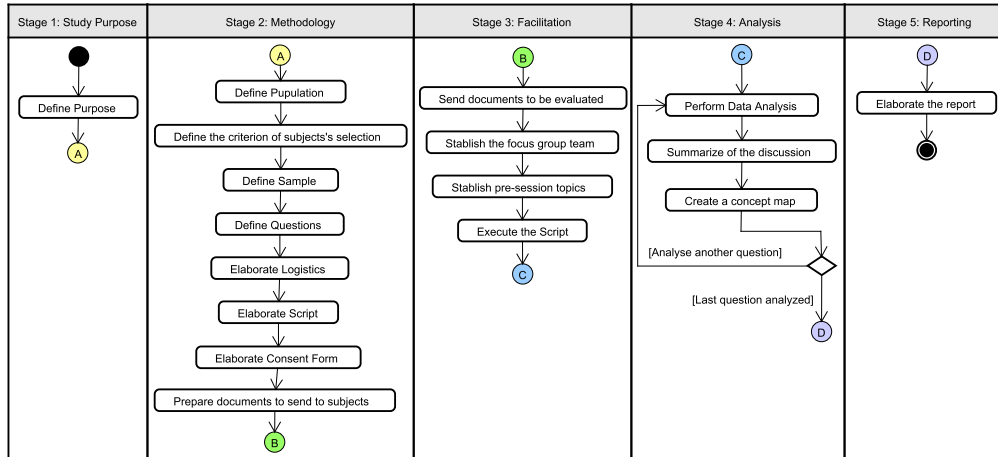 Stage 1: Study Purpose
Define Purpose
A
Stage 2: Methodology
A
Define Pupulation
Define the criterion of subjects's selection
Define Sample
Define Questions
Elaborate Logistics
Elaborate Script
Elaborate Consent Form
Prepare documents to send to subjects
B
Stage 3: Facilitation
B
Send documents to be evaluated
Stablish the focus group team
Stablish pre-session topics
Execute the Script
C
Stage 4: Analysis
C
Perform Data Analysis
Summarize of the discussion
Create a concept map
[Analyse another question]
[Last question analyzed]
D
Stage 5: Reporting
D
Elaborate the report